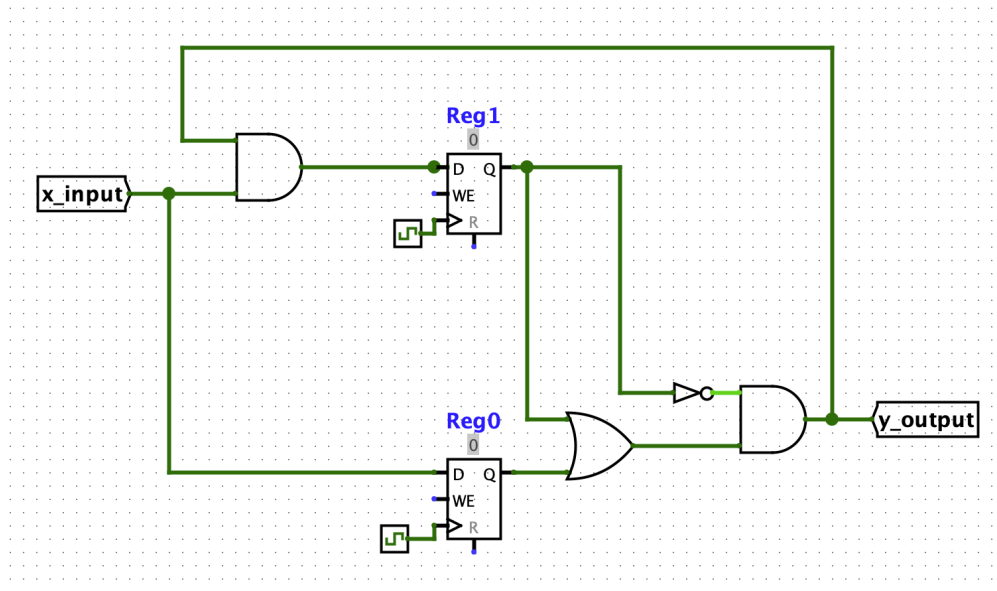 Reg1
0
D Q
WE
R
x_input
Reg0
0
D Q
WE
R
y_output